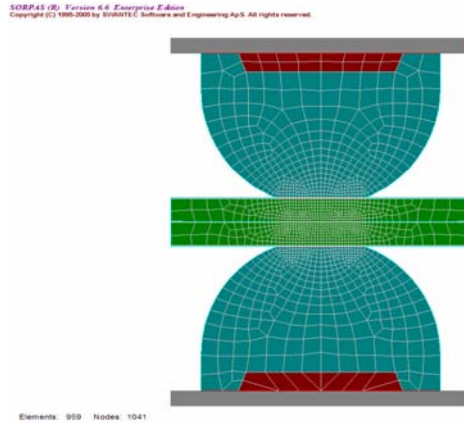 SORPAS (R) Version 6.6 Enterprise Edition
Copyright (C) 1995-2005 by SWANTEC Software and Engineering ApS. All rights reserved.
Elements: 959 Nodes: 1041